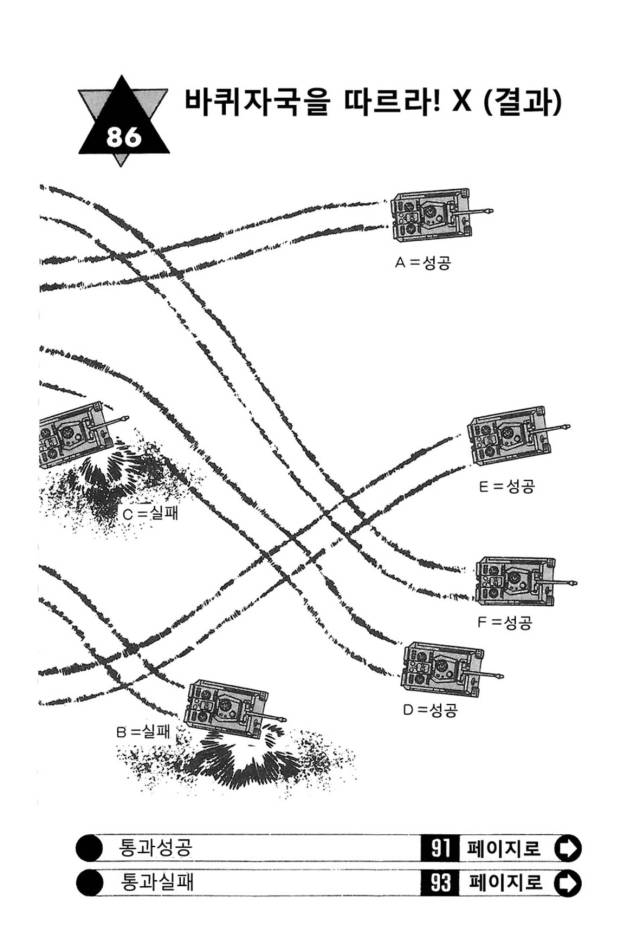 바퀴자국을 따르라! X (결과)
86
A=성공
E=성공
C=실패
F=성공
D=성공
B=실패
통과성공 91 페이지로
통과실패 93 페이지로